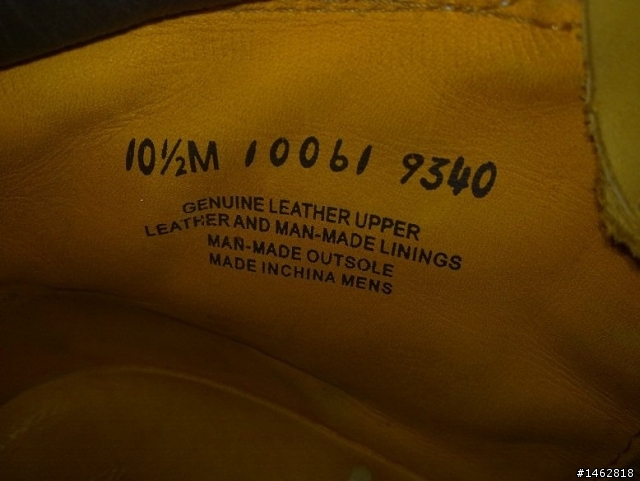 10½M 10061 9340
GENUINE LEATHER UPPER
LEATHER AND MAN-MADE LININGS
MAN-MADE OUTSOLE
MADE INCHINA MENS
#1462818